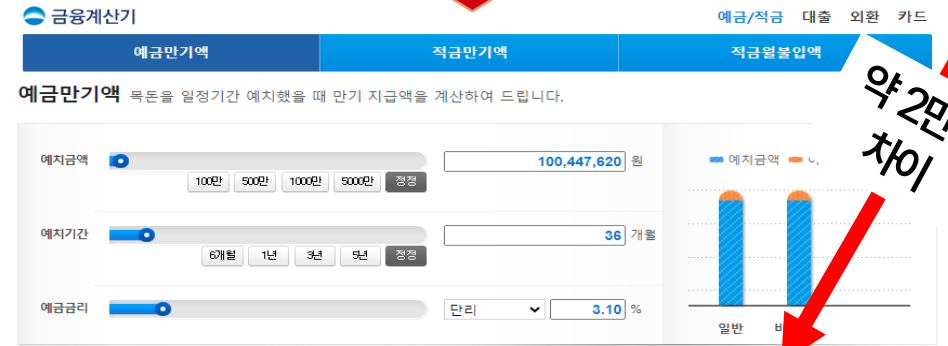 금융계산기
예금/적금 대출 외환 카드
예금만기액 적금만기액 적금월불입액
예금만기액 목돈을 일정기간 예치했을 때 만기 지급액을 계산하여 드립니다.
약 2만
차이
예치금액 100,447,620 원
100만 500만 1000만 5000만 정정
예치금액
예치기간 36 개월
6개월 1년 3년 5년 정정
예금금리 단리 3.10 %
일반